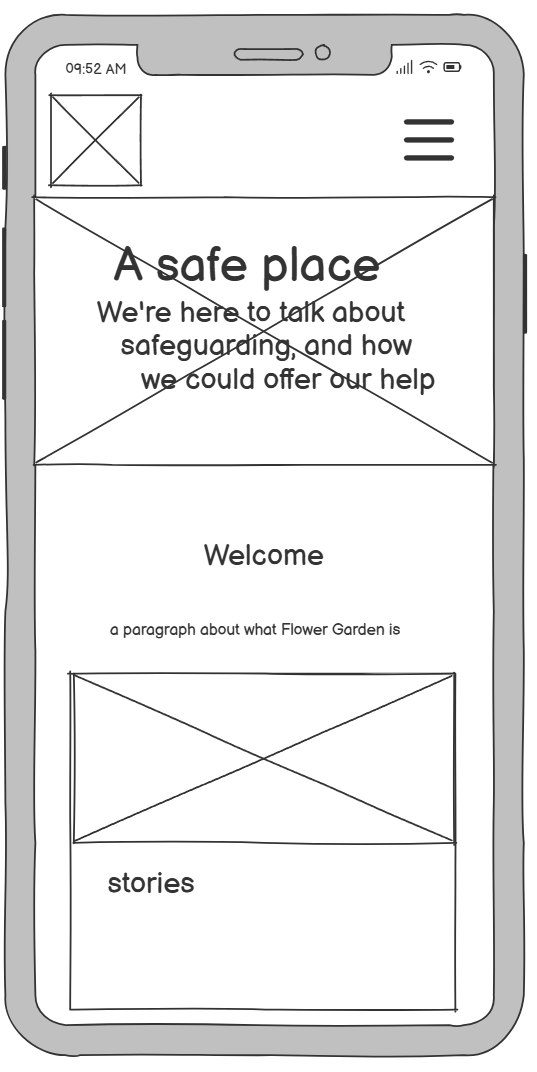 09:52 AM
A safe place
We're here to talk about
safeguarding, and how
we could offer our help
Welcome
a paragraph about what Flower Garden is
stories